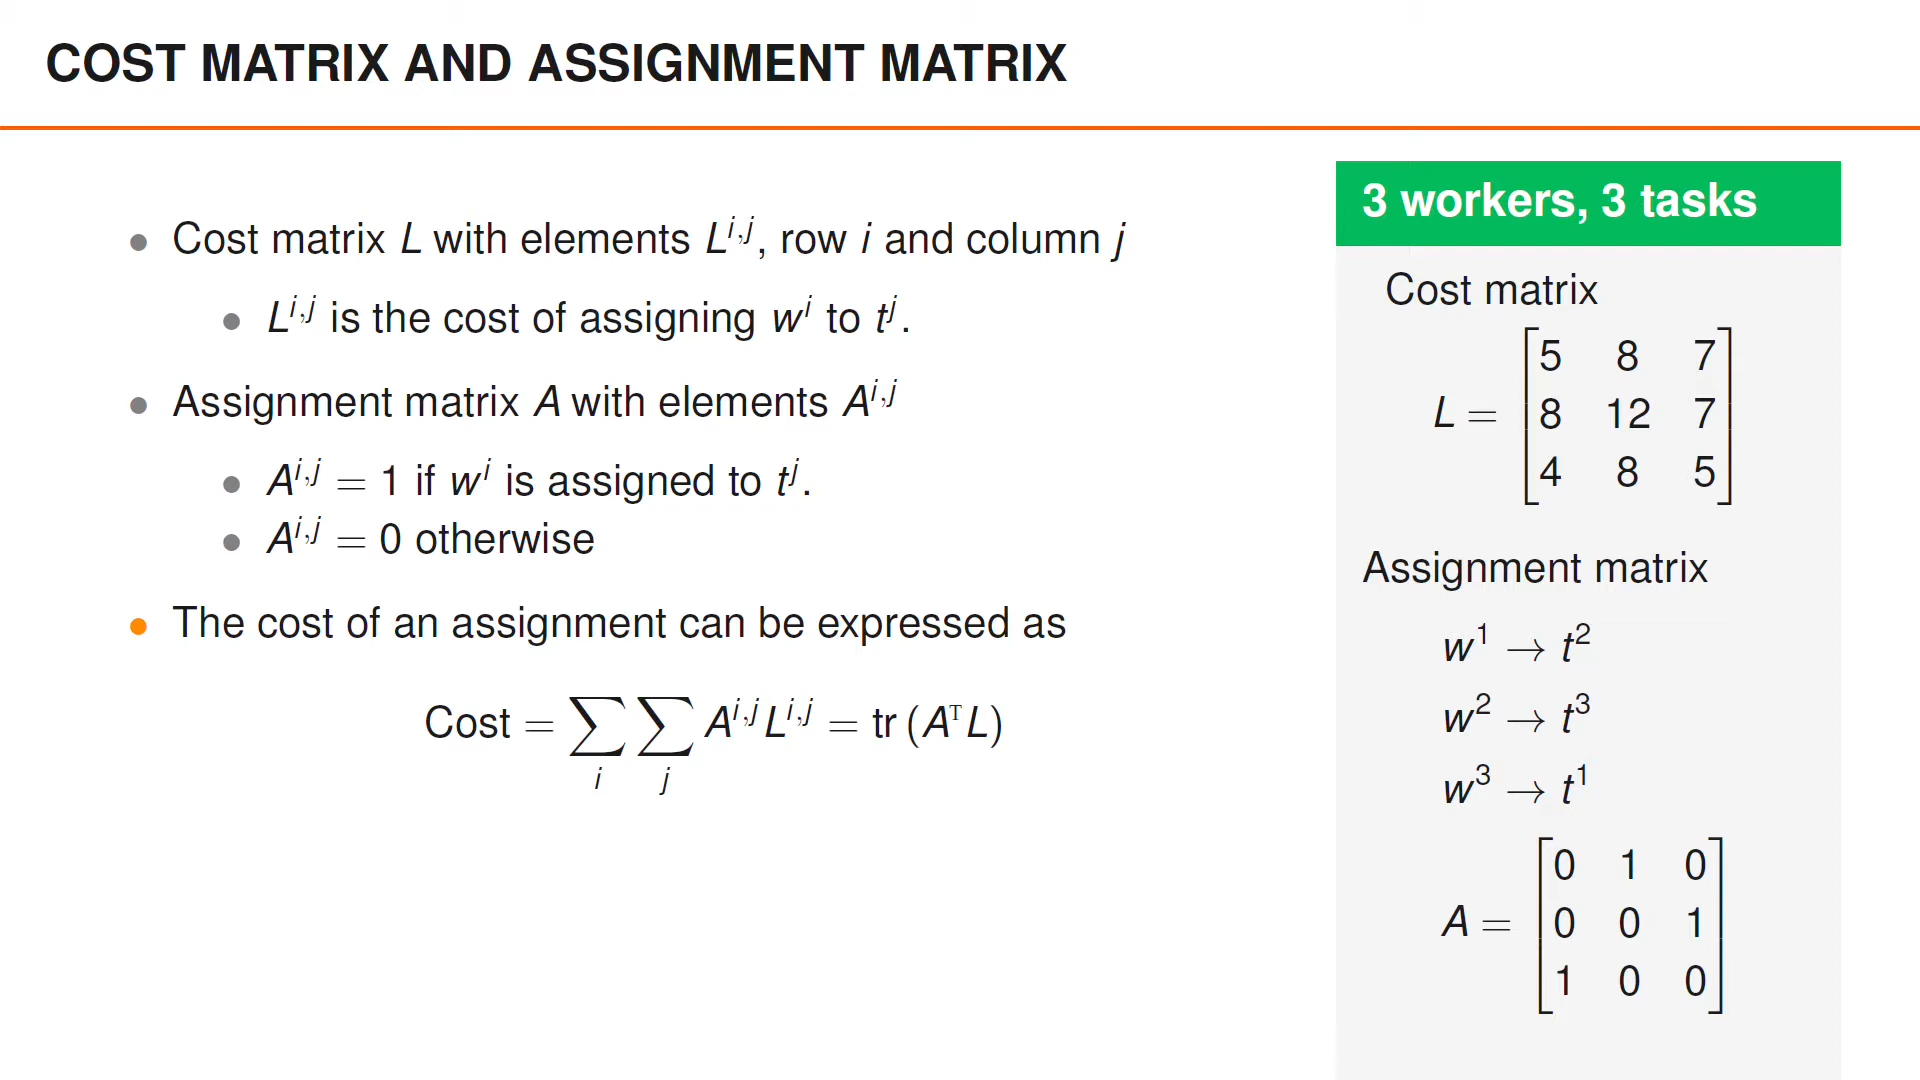 COST MATRIX AND ASSIGNMENT MATRIX
• Cost matrix L with elements L^{i,j}, row i and column j
• L^{i,j} is the cost of assigning w^i to t^j.
• Assignment matrix A with elements A^{i,j}
• A^{i,j} = 1 if w^i is assigned to t^j.
• A^{i,j} = 0 otherwise
• The cost of an assignment can be expressed as
Cost = ∑_i ∑_j A^{i,j} L^{i,j} = tr (A^T L)
3 workers, 3 tasks
Cost matrix
L = [5 8 7
8 12 7
4 8 5]
Assignment matrix
w^1 → t^2
w^2 → t^3
w^3 → t^1
A = [0 1 0
0 0 1
1 0 0]